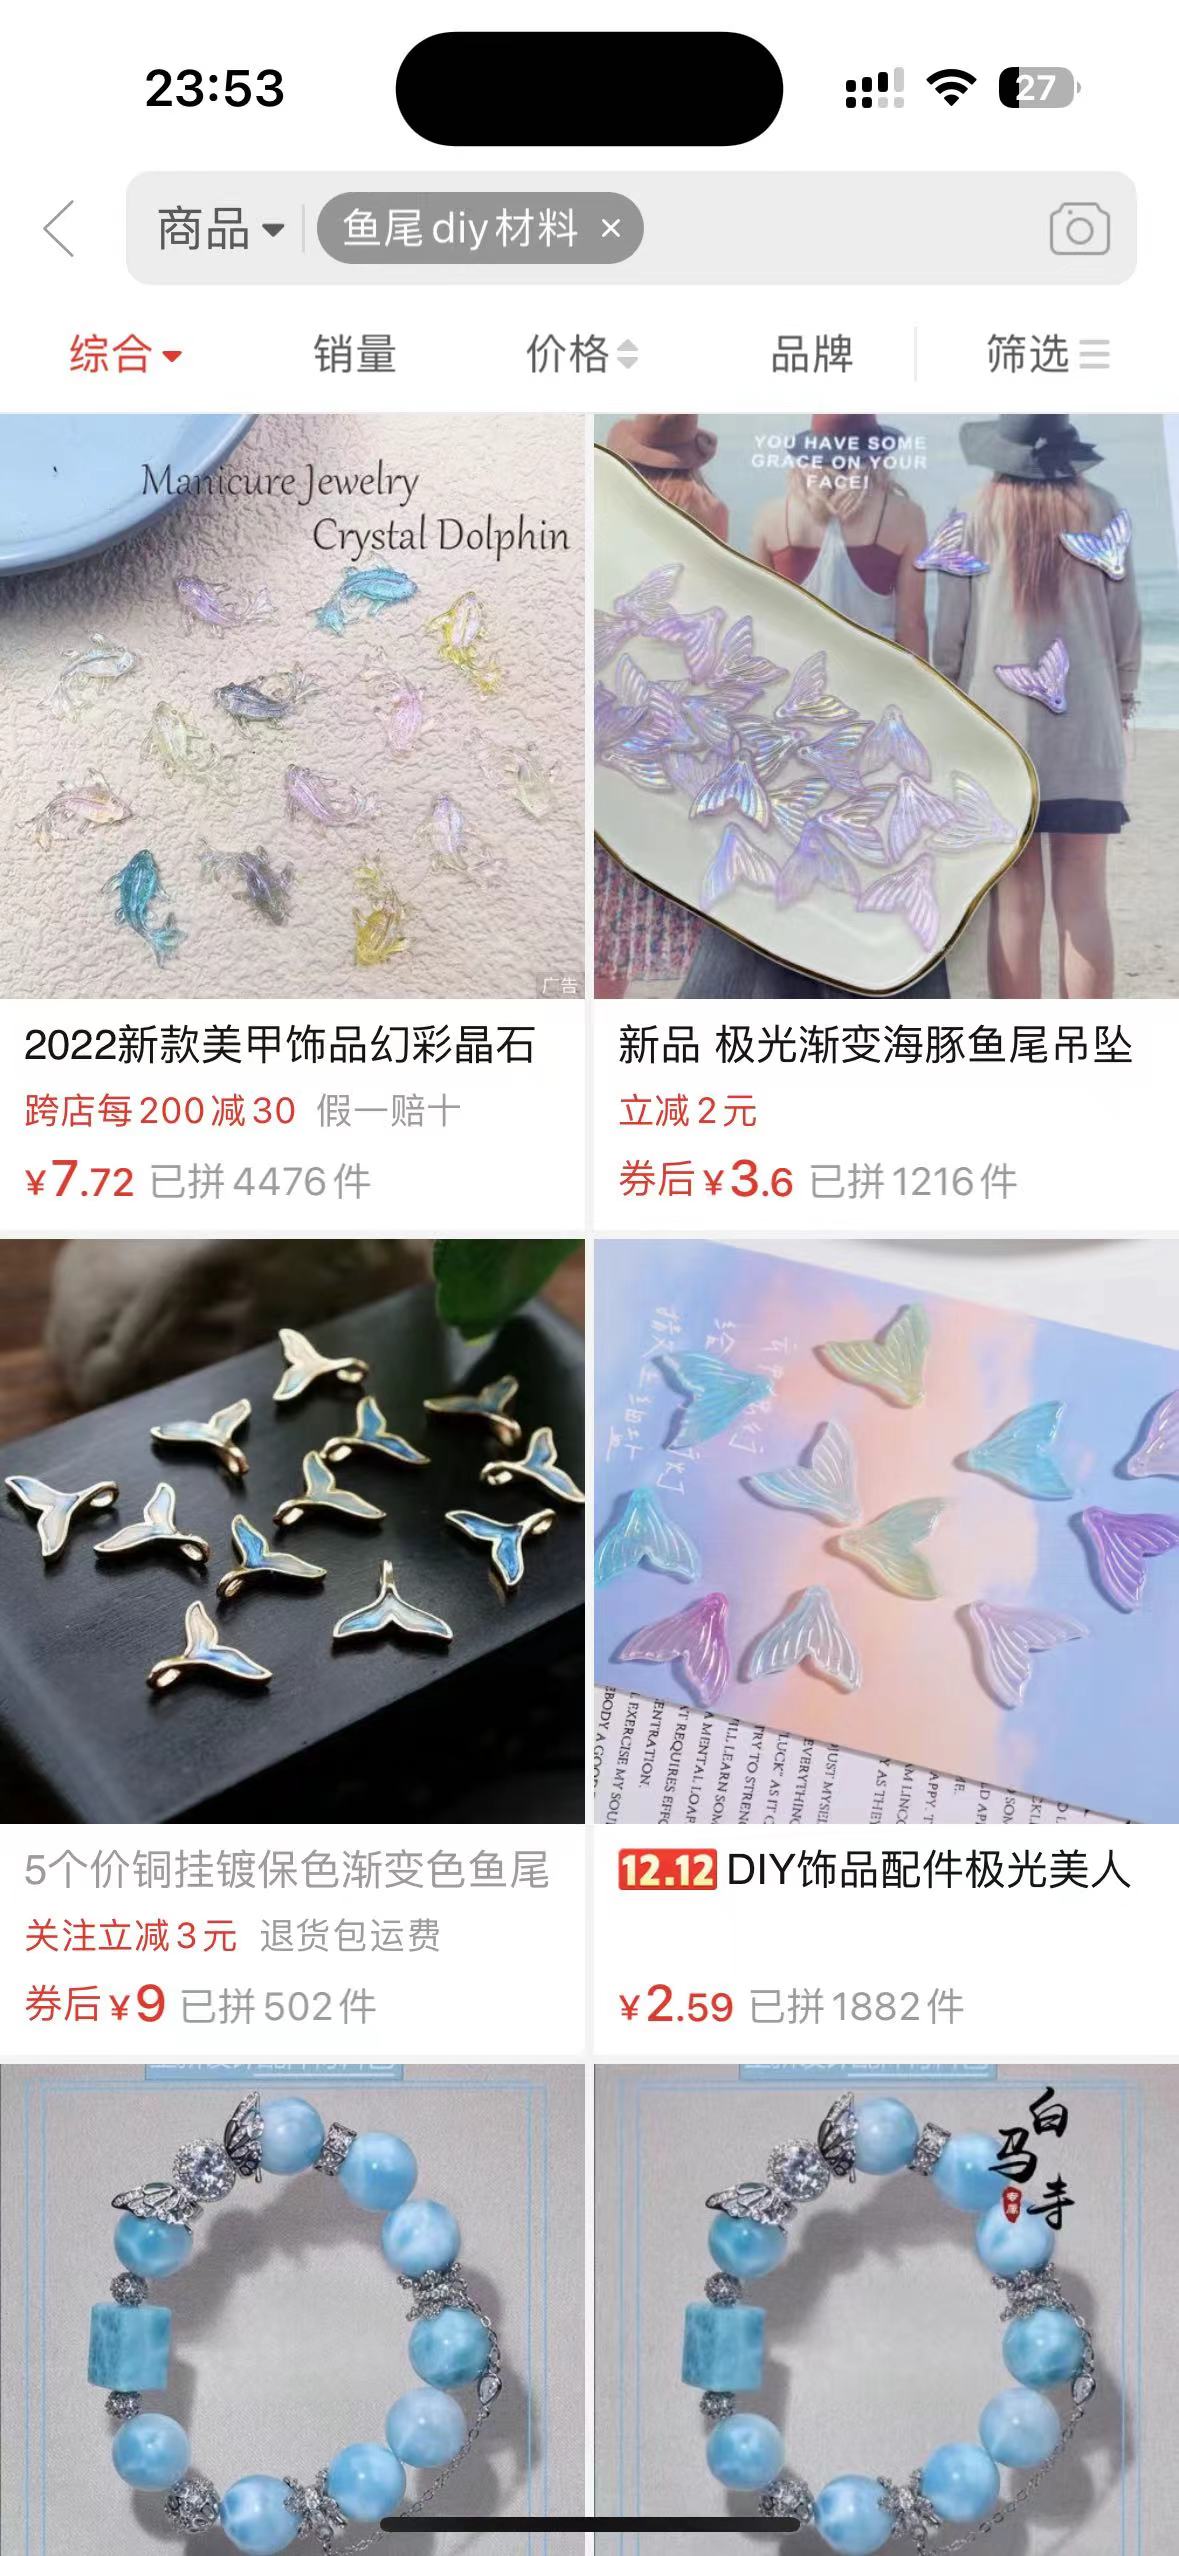 23:53
27
商品
鱼尾diy材料 ×
综合
销量
价格
品牌
筛选
Manicure Jewelry
Crystal Dolphin
广告
YOU HAVE SOME
GRACE ON YOUR
FACE!
2022新款美甲饰品幻彩晶石
跨店每200减30 假一赔十
¥7.72 已拼4476件
新品 极光渐变海豚鱼尾吊坠
立减2元
券后¥3.6 已拼1216件
5个价铜挂镀保色渐变色鱼尾
关注立减3元 退货包运费
券后¥9 已拼502件
12.12 DIY饰品配件极光美人
¥2.59 已拼1882件
白马寺